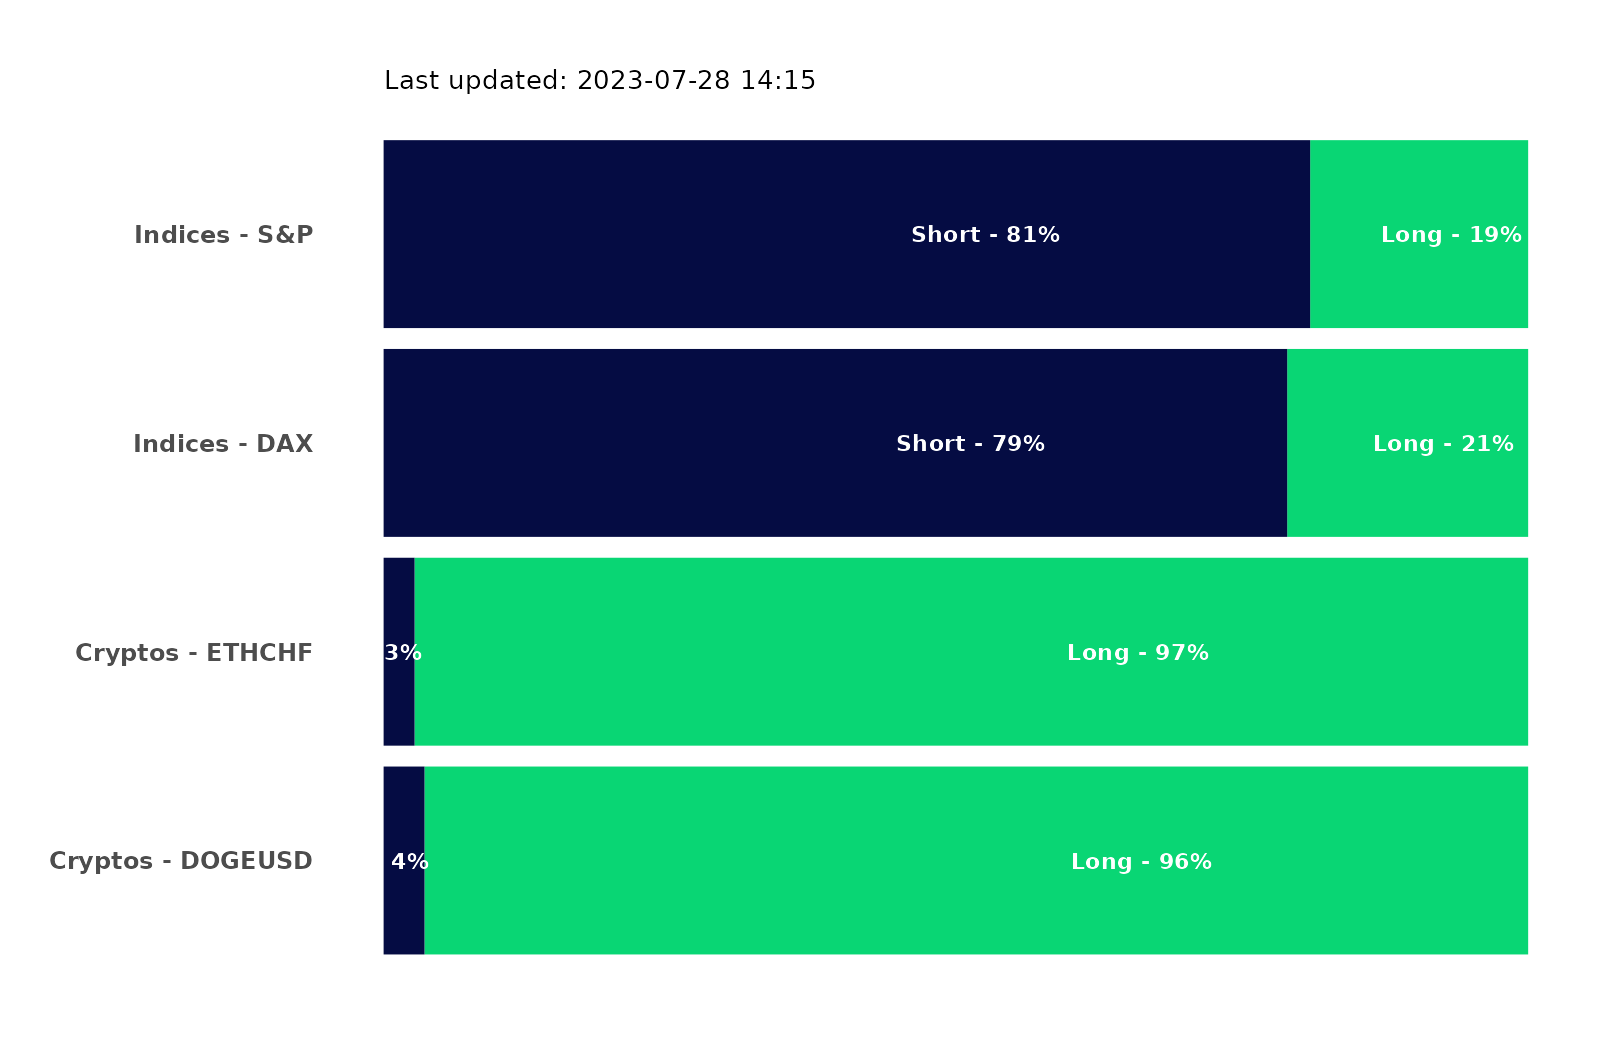 Last updated: 2023-07-28 14:15
Indices - S&P Short - 81% Long - 19%
Indices - DAX Short - 79% Long - 21%
Cryptos - ETHCHF 3% Long - 97%
Cryptos - DOGEUSD 4% Long - 96%